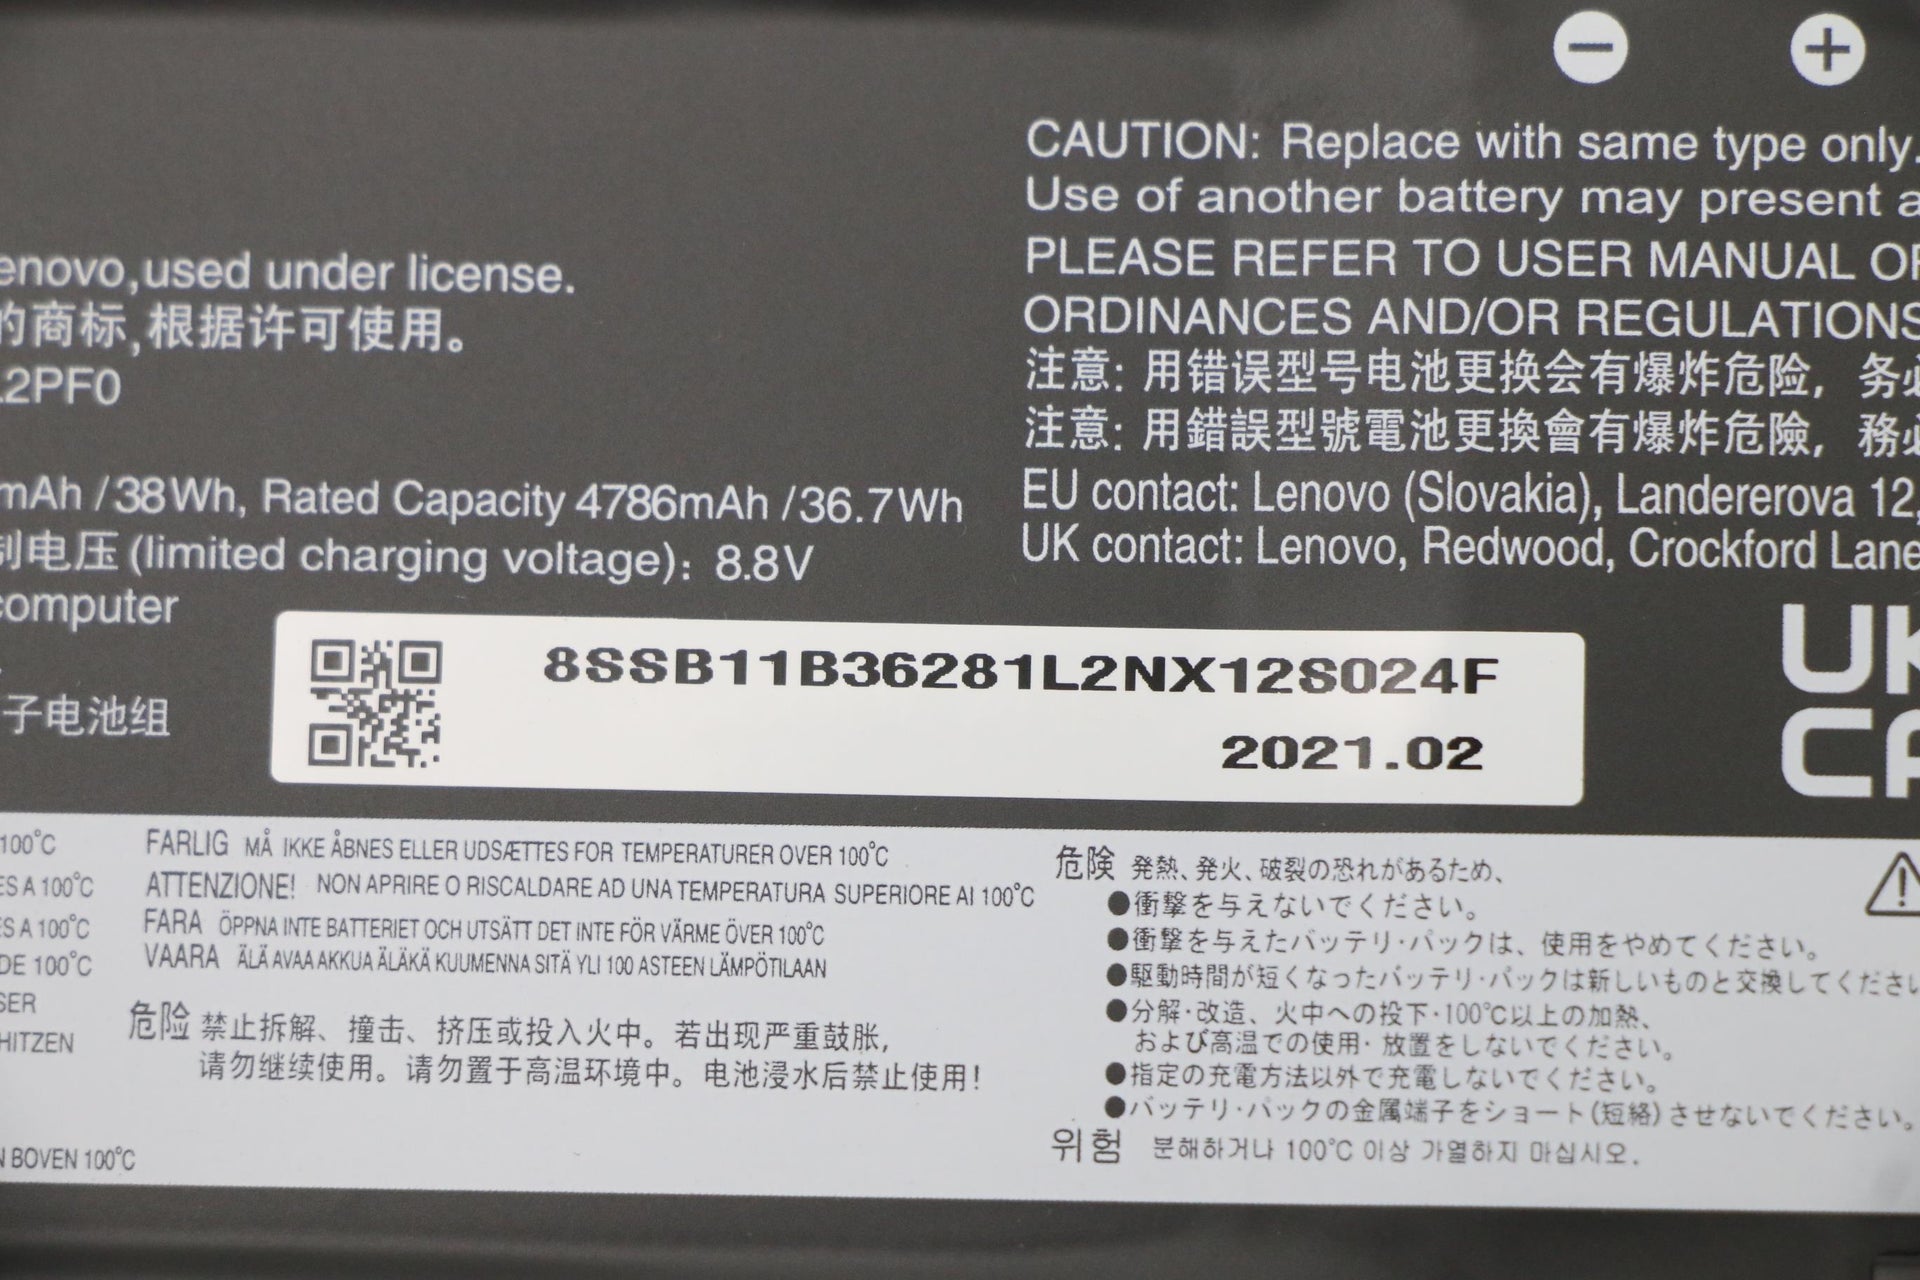 − +
CAUTION: Replace with same type only.
Use of another battery may present a
PLEASE REFER TO USER MANUAL OR
ORDINANCES AND/OR REGULATIONS
注意: 用错误型号电池更换会有爆炸危险, 务必
注意: 用錯誤型號電池更換會有爆炸危險, 務必
EU contact: Lenovo (Slovakia), Landererova 12,
UK contact: Lenovo, Redwood, Crockford Lane
enovo,used under license.
的商标,根据许可使用。
L2PF0
mAh /38Wh, Rated Capacity 4786mAh /36.7Wh
制电压(limited charging voltage): 8.8V
computer
子电池组
8SSB11B36281L2NX12S024F
2021.02
UK
CA
100°C
ES A 100°C
ES A 100°C
DE 100°C
SER
HITZEN
N BOVEN 100°C
FARLIG MÅ IKKE ÅBNES ELLER UDSÆTTES FOR TEMPERATURER OVER 100°C
ATTENZIONE! NON APRIRE O RISCALDARE AD UNA TEMPERATURA SUPERIORE AI 100°C
FARA ÖPPNA INTE BATTERIET OCH UTSÄTT DET INTE FÖR VÄRME ÖVER 100°C
VAARA ÄLÄ AVAA AKKUA ÄLÄKÄ KUUMENNA SITÄ YLI 100 ASTEEN LÄMPÖTILAAN
危险 禁止拆解、撞击、挤压或投入火中。若出现严重鼓胀,
请勿继续使用。请勿置于高温环境中。电池浸水后禁止使用!
危険 発熱、発火、破裂の恐れがあるため、
●衝撃を与えないでください。
●衝撃を与えたバッテリ・パックは、使用をやめてください。
●駆動時間が短くなったバッテリ・パックは新しいものと交換してください
●分解・改造、火中への投下・100℃以上の加熱、
および高温での使用・放置をしないでください。
●指定の充電方法以外で充電しないでください。
●バッテリ・パックの金属端子をショート(短絡)させないでください。
위험 분해하거나 100°C 이상 가열하지 마십시오.